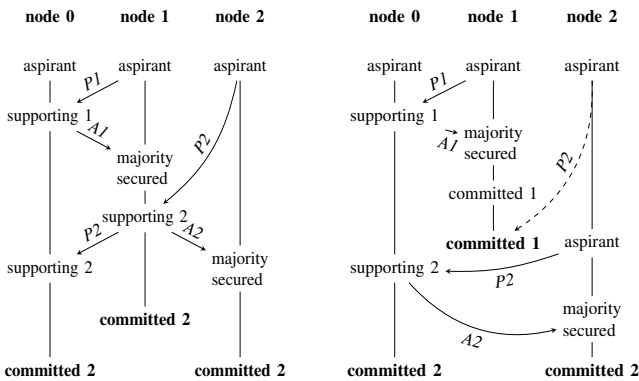 node 0 node 1 node 2
aspirant aspirant aspirant
P1
supporting 1
A1
P2
majority
secured
supporting 2
P2 A2
supporting 2
majority
secured
committed 2
committed 2 committed 2
node 0 node 1 node 2
aspirant aspirant aspirant
P1
supporting 1
A1
majority
secured
P2
committed 1
committed 1
aspirant
supporting 2
P2
majority
secured
A2
committed 2 committed 2